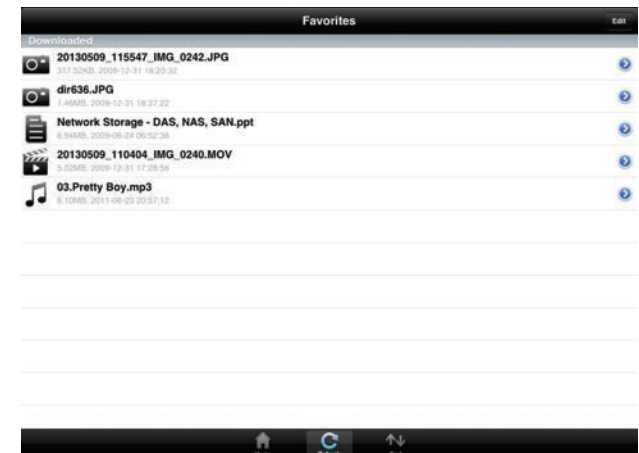 Favorites
Edit
Downloaded
20130509_115547_IMG_0242.JPG
317.52KB, 2009-12-31 18:20:32
dir636.JPG
1.46MB, 2009-12-31 18:37:22
Network Storage - DAS, NAS, SAN.ppt
6.94MB, 2009-06-24 06:52:36
20130509_110404_IMG_0240.MOV
5.02MB, 2009-12-31 17:28:56
03.Pretty Boy.mp3
6.10MB, 2011-08-23 20:57:12